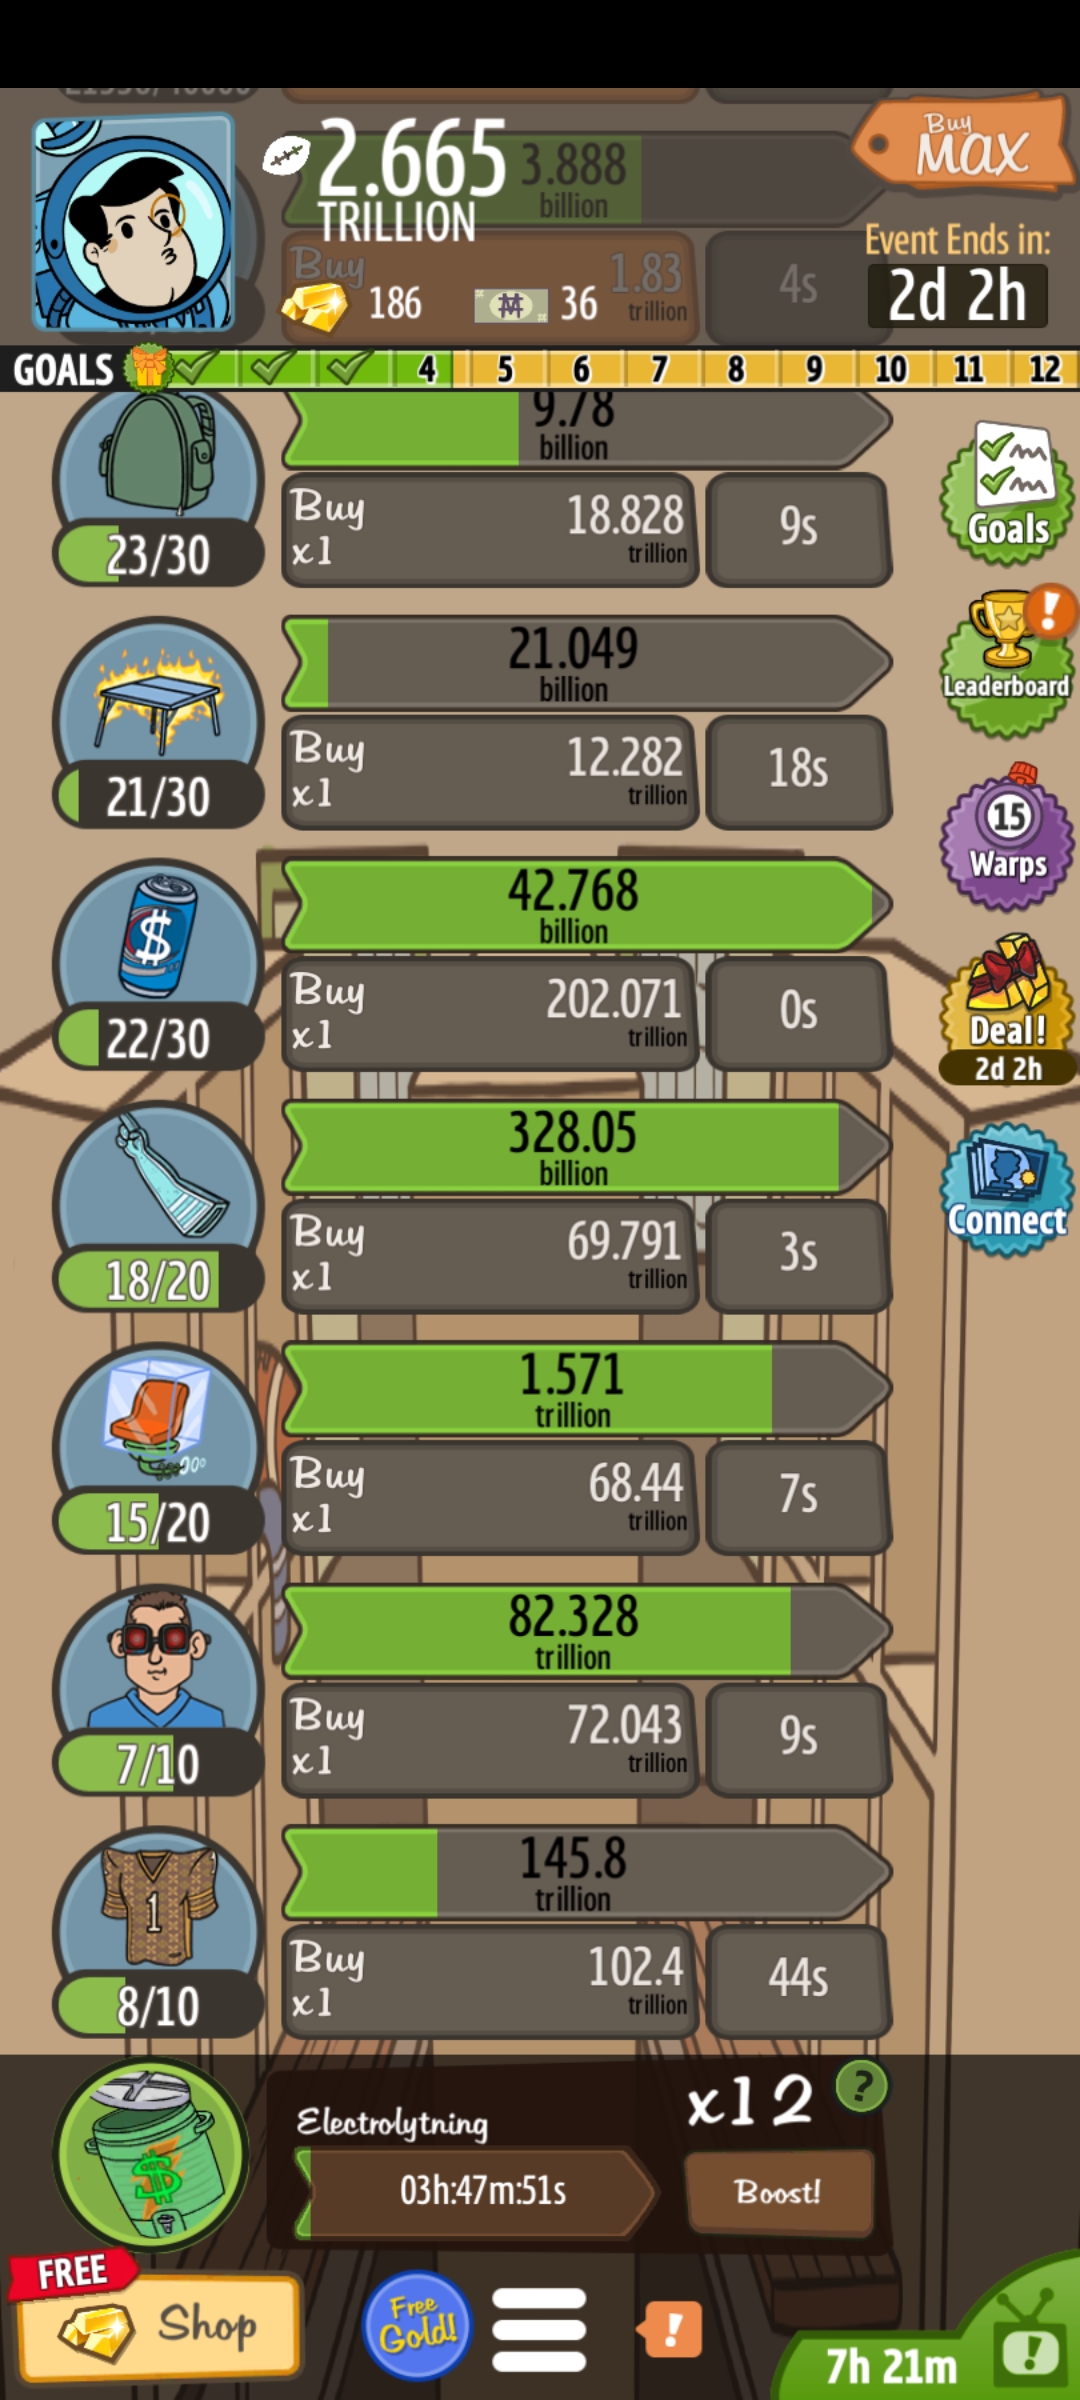 Buy
MAX
2.665
3.888
TRILLION
billion
Event Ends in:
2d 2h
Buy
1.83
trillion
4s
186
36
GOALS
4 5 6 7 8 9 10 11 12
9.78
billion
Buy
x1
18.828
trillion
9s
23/30
Goals
21.049
billion
Buy
x1
12.282
trillion
18s
21/30
Leaderboard
15
Warps
42.768
billion
Buy
x1
202.071
trillion
0s
$
22/30
Deal!
2d 2h
328.05
billion
Buy
x1
69.791
trillion
3s
18/20
Connect
1.571
trillion
Buy
x1
68.44
trillion
7s
15/20
82.328
trillion
Buy
x1
72.043
trillion
9s
7/10
145.8
trillion
1
Buy
x1
102.4
trillion
44s
8/10
Electrolytning
x12
?
$
03h:47m:51s
Boost!
FREE
Shop
Free
Gold!
!
7h 21m
!